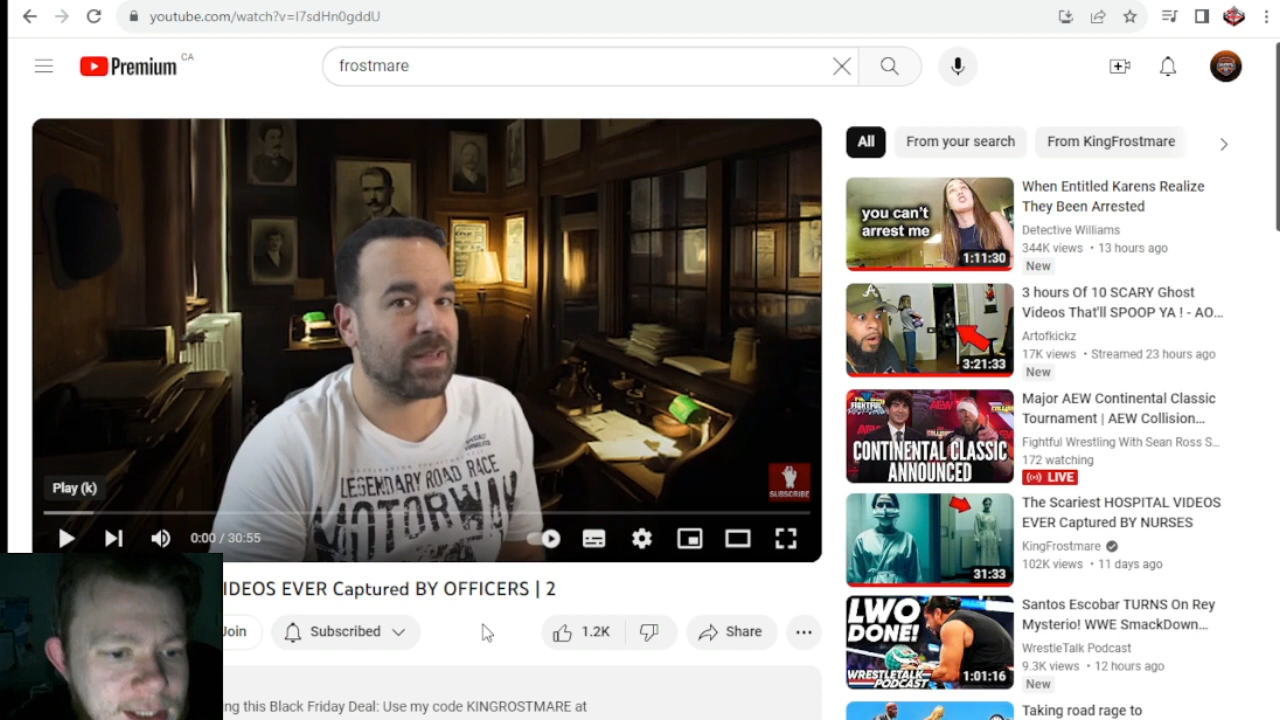 youtube.com/watch?v=I7sdHn0gddU
Premium CA
frostmare
LEGENDARY ROAD RACE
MOTORWAY
SUBSCRIBE
Play (k)
0:00 / 30:55
IDEOS EVER Captured BY OFFICERS | 2
Join
Subscribed
1.2K
Share
ng this Black Friday Deal: Use my code KINGROSTMARE at
All
From your search
From KingFrostmare
you can't
arrest me
1:11:30
When Entitled Karens Realize
They Been Arrested
Detective Williams
344K views • 13 hours ago
New
3:21:33
3 hours Of 10 SCARY Ghost
Videos That'll SPOOP YA ! - AO...
Artofkickz
17K views • Streamed 23 hours ago
New
CONTINENTAL CLASSIC
ANNOUNCED
Major AEW Continental Classic
Tournament | AEW Collision...
Fightful Wrestling With Sean Ross S...
172 watching
LIVE
31:33
The Scariest HOSPITAL VIDEOS
EVER Captured BY NURSES
KingFrostmare
102K views • 11 days ago
LWO
DONE!
WRESTLETALK
PODCAST
1:01:16
Santos Escobar TURNS On Rey
Mysterio! WWE SmackDown...
WrestleTalk Podcast
9.3K views • 12 hours ago
New
Taking road rage to